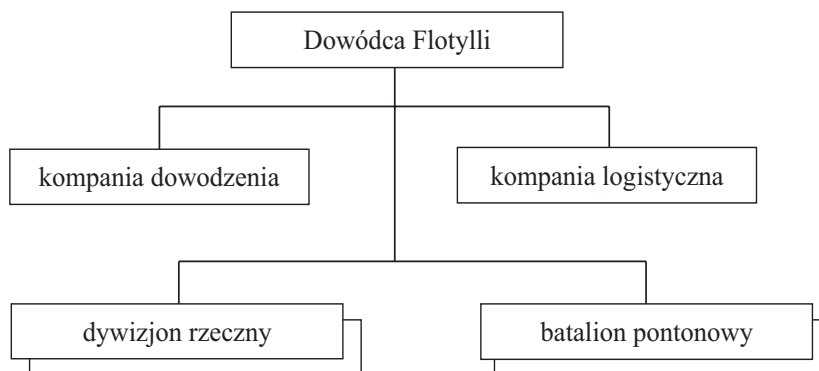 Dowódca Flotylli
kompania dowodzenia
kompania logistyczna
dywizjon rzeczny
batalion pontonowy